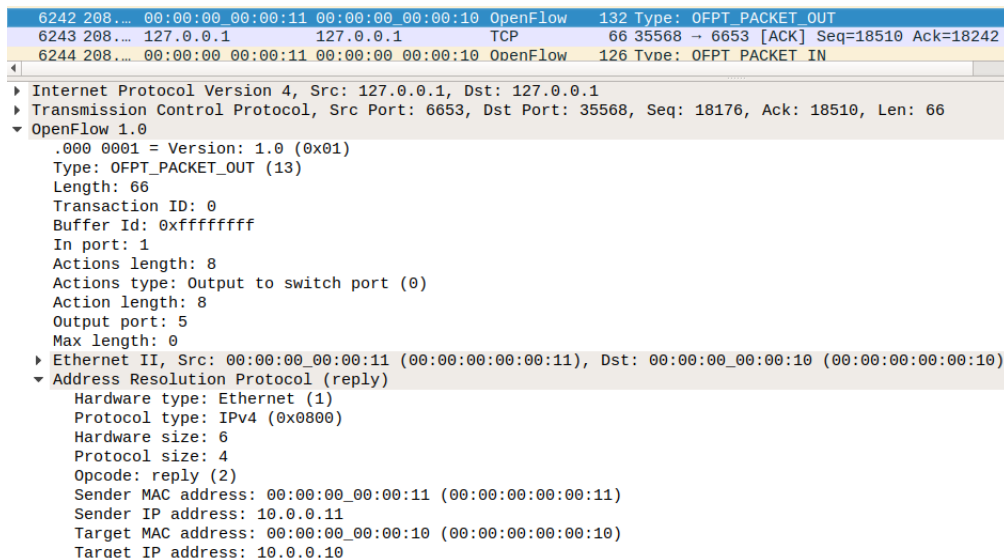 6242 208.… 00:00:00_00:00:11 00:00:00_00:00:10 OpenFlow 132 Type: OFPT_PACKET_OUT
6243 208.… 127.0.0.1 127.0.0.1 TCP 66 35568 → 6653 [ACK] Seq=18510 Ack=18242
6244 208.… 00:00:00_00:00:11 00:00:00_00:00:10 OpenFlow 126 Type: OFPT_PACKET_IN
Internet Protocol Version 4, Src: 127.0.0.1, Dst: 127.0.0.1
Transmission Control Protocol, Src Port: 6653, Dst Port: 35568, Seq: 18176, Ack: 18510, Len: 66
OpenFlow 1.0
.000 0001 = Version: 1.0 (0x01)
Type: OFPT_PACKET_OUT (13)
Length: 66
Transaction ID: 0
Buffer Id: 0xffffffff
In port: 1
Actions length: 8
Actions type: Output to switch port (0)
Action length: 8
Output port: 5
Max length: 0
Ethernet II, Src: 00:00:00_00:00:11 (00:00:00:00:00:11), Dst: 00:00:00_00:00:10 (00:00:00:00:00:10)
Address Resolution Protocol (reply)
Hardware type: Ethernet (1)
Protocol type: IPv4 (0x0800)
Hardware size: 6
Protocol size: 4
Opcode: reply (2)
Sender MAC address: 00:00:00_00:00:11 (00:00:00:00:00:11)
Sender IP address: 10.0.0.11
Target MAC address: 00:00:00_00:00:10 (00:00:00:00:00:10)
Target IP address: 10.0.0.10